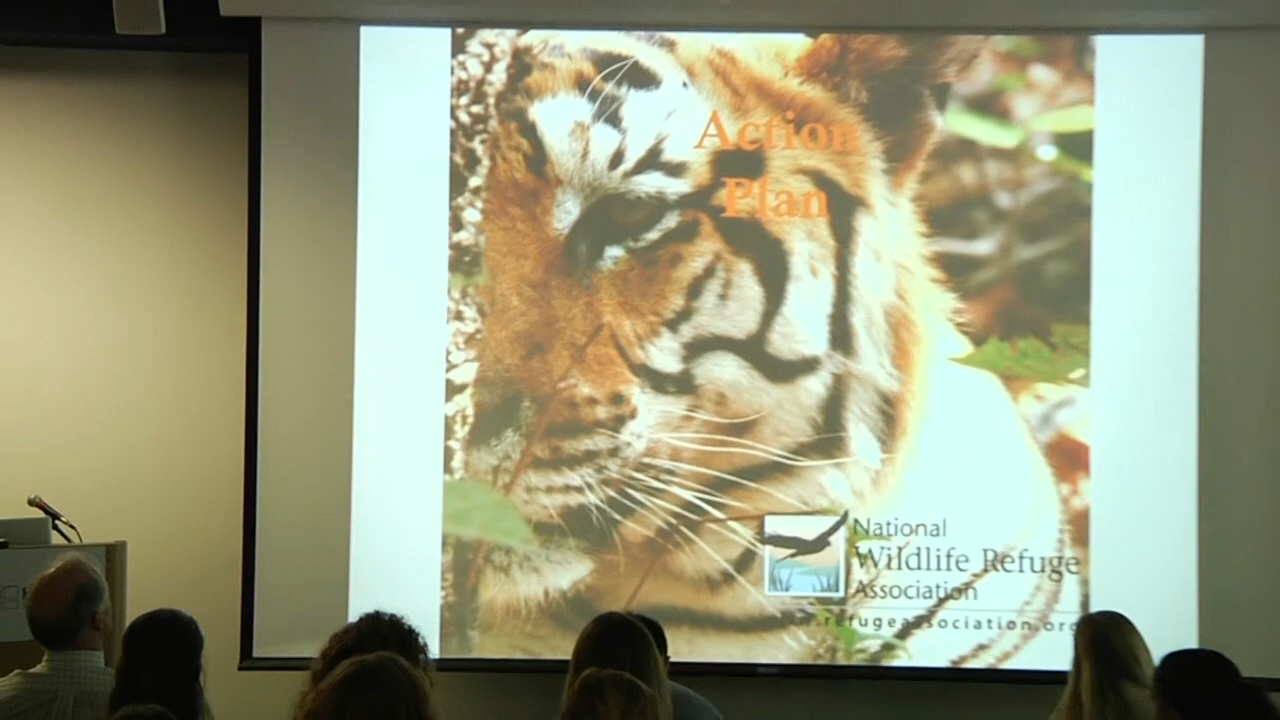 Action
Plan
National
Wildlife Refuge
Association
.refugeassociation.org